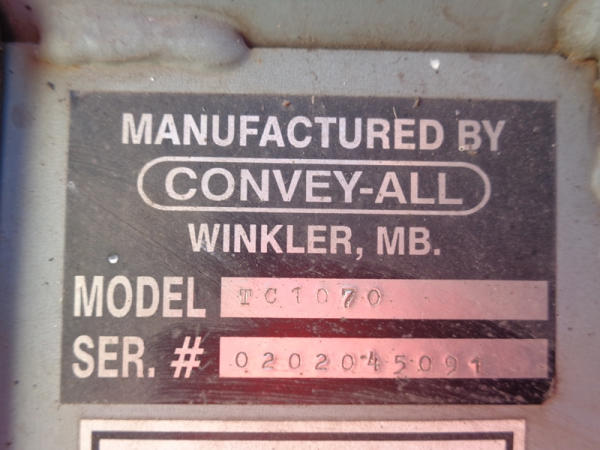 MANUFACTURED BY
CONVEY-ALL
WINKLER, MB.
MODEL TC1070
SER. # 0202045091